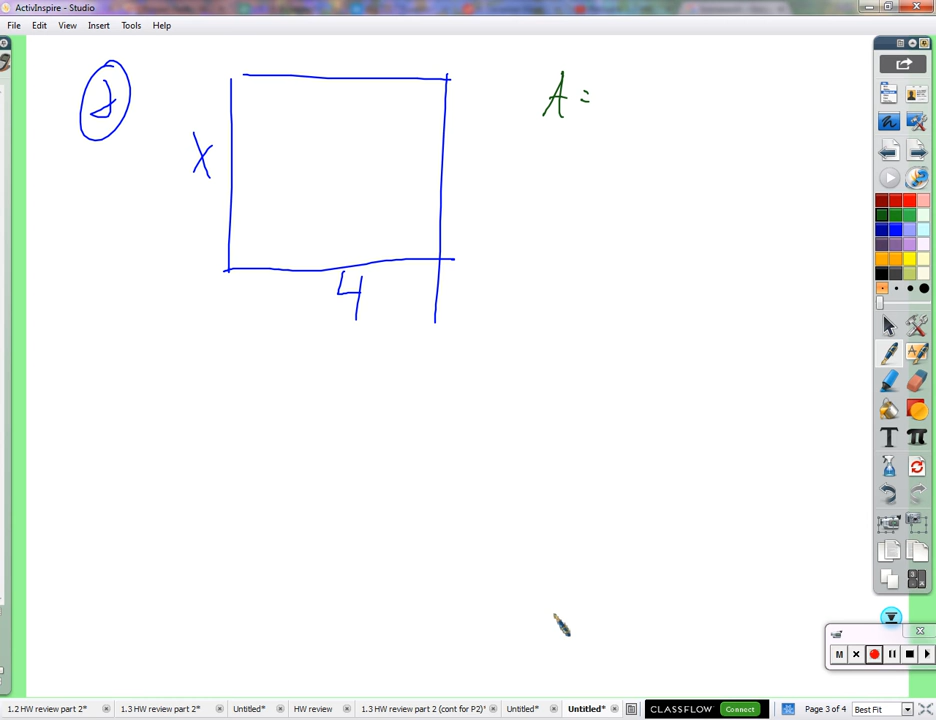 ActivInspire - Studio
File Edit View Insert Tools Help
2
A =
X
4
M
1.2 HW review part 2* 1.3 HW review part 2* Untitled* HW review 1.3 HW review part 2 (cont for P2)* Untitled* Untitled* CLASSFLOW Connect Page 3 of 4 Best Fit